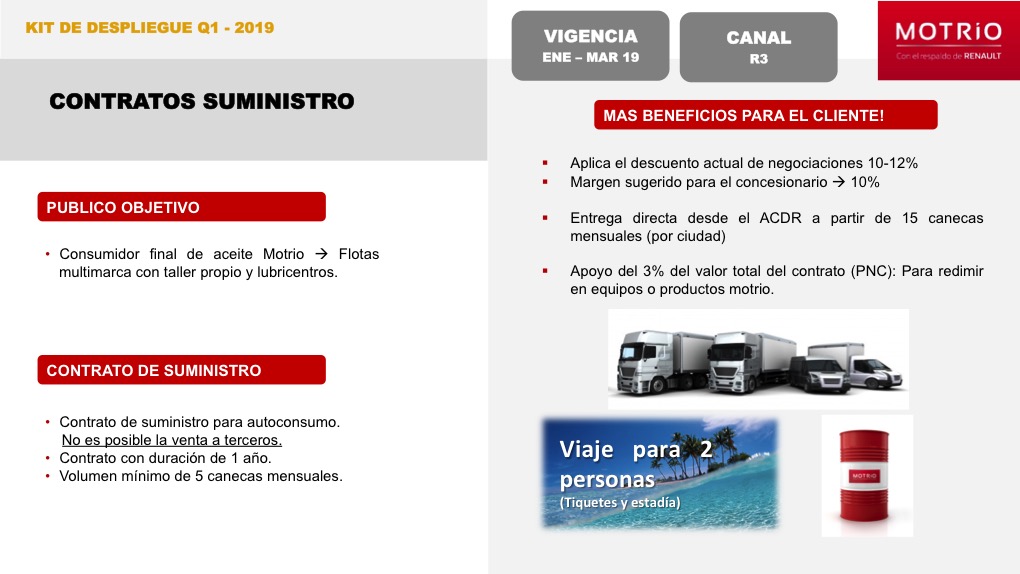 KIT DE DESPLIEGUE Q1 - 2019
CONTRATOS SUMINISTRO
PUBLICO OBJETIVO
• Consumidor final de aceite Motrio → Flotas
multimarca con taller propio y lubricentros.
CONTRATO DE SUMINISTRO
• Contrato de suministro para autoconsumo.
No es posible la venta a terceros.
• Contrato con duración de 1 año.
• Volumen mínimo de 5 canecas mensuales.
VIGENCIA
ENE – MAR 19
CANAL
R3
MOTRiO
Con el respaldo de RENAULT
MAS BENEFICIOS PARA EL CLIENTE!
▪ Aplica el descuento actual de negociaciones 10-12%
▪ Margen sugerido para el concesionario → 10%
▪ Entrega directa desde el ACDR a partir de 15 canecas
mensuales (por ciudad)
▪ Apoyo del 3% del valor total del contrato (PNC): Para redimir
en equipos o productos motrio.
Viaje para 2
personas
(Tiquetes y estadía)
MOTRiO